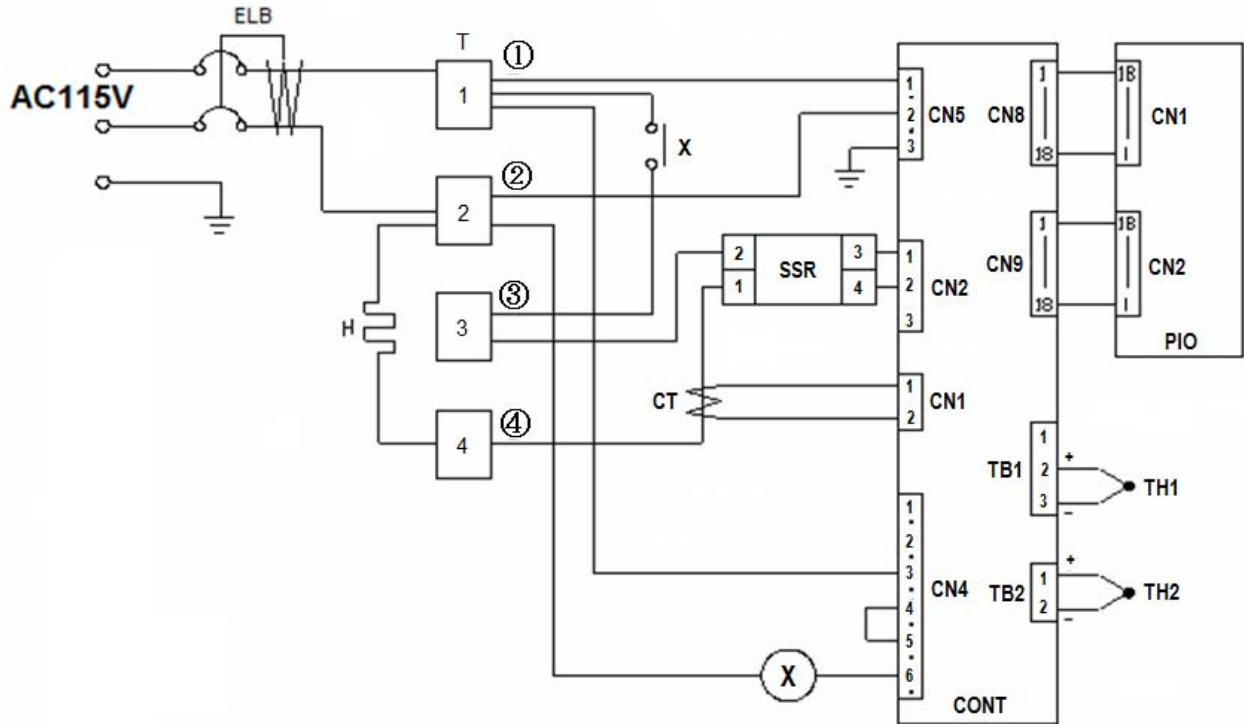 ELB
AC115V
T
①
1
②
2
③
3
④
4
H
X
2
1
SSR
3
4
CT
X
1
2
3
CN5
1
2
3
CN2
1
2
CN1
1
2
3
4
5
6
CN4
CONT
CN8
1
18
CN9
1
18
TB1
1
2
3
+
−
TH1
TB2
1
2
+
−
TH2
18
1
CN1
18
1
CN2
PIO